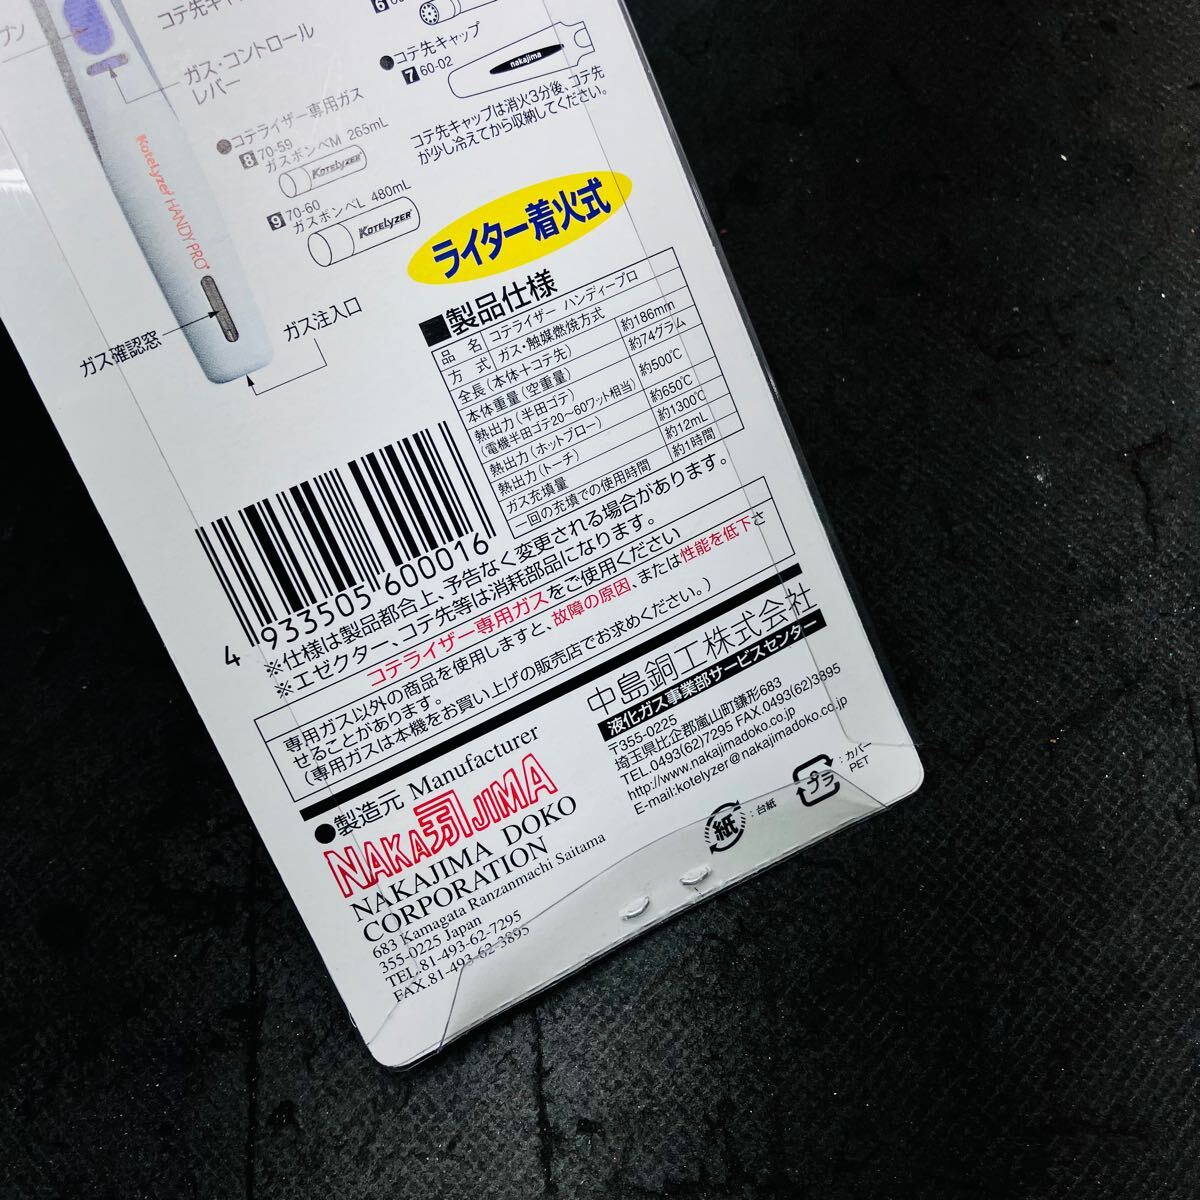 コテ先キャ
ブン
ガス・コントロール
レバー
6
●コテ先キャップ
7 60-02
nakajima
コテ先キャップは消火3分後、コテ先
が少し冷えてから収納してください。
●コテライザー専用ガス
8 70-59
ガスボンベM 265mL
KOTELYZER
9 70-60
ガスボンベL 480mL
KOTELYZER
Kotelyzer HANDY PRO
ガス確認窓
ガス注入口
ライター着火式
■製品仕様
品 名 コテライザー ハンディープロ
方 式 ガス・触媒燃焼方式
全長(本体+コテ先) 約186mm
本体重量(空重量) 約74グラム
熱出力(半田ゴテ) 約500℃
(電機半田ゴテ20〜60ワット相当)
熱出力(ホットブロー) 約650℃
熱出力(トーチ) 約1300℃
ガス充填量 約12mL
一回の充填での使用時間 約1時間
4 933505 600016
※仕様は製品都合上、予告なく変更される場合があります。
※エゼクター、コテ先等は消耗部品になります。
コテライザー専用ガスをご使用ください
専用ガス以外の商品を使用しますと、故障の原因、または性能を低下さ
せることがあります。
(専用ガスは本機をお買い上げの販売店でお求めください。)
●製造元 Manufacturer
NAKAJIMA
NAKAJIMA DOKO
CORPORATION
683 Kamagata Ranzanmachi Saitama
355-0225 Japan
TEL.81-493-62-7295
FAX.81-493-62-3895
中島銅工株式会社
液化ガス事業部サービスセンター
〒355-0225
埼玉県比企郡嵐山町鎌形683
TEL.0493(62)7295 FAX.0493(62)3895
http://www.nakajimadoko.co.jp
E-mail:kotelyzer@nakajimadoko.co.jp
紙
:台紙
プラ
:カバー
PET